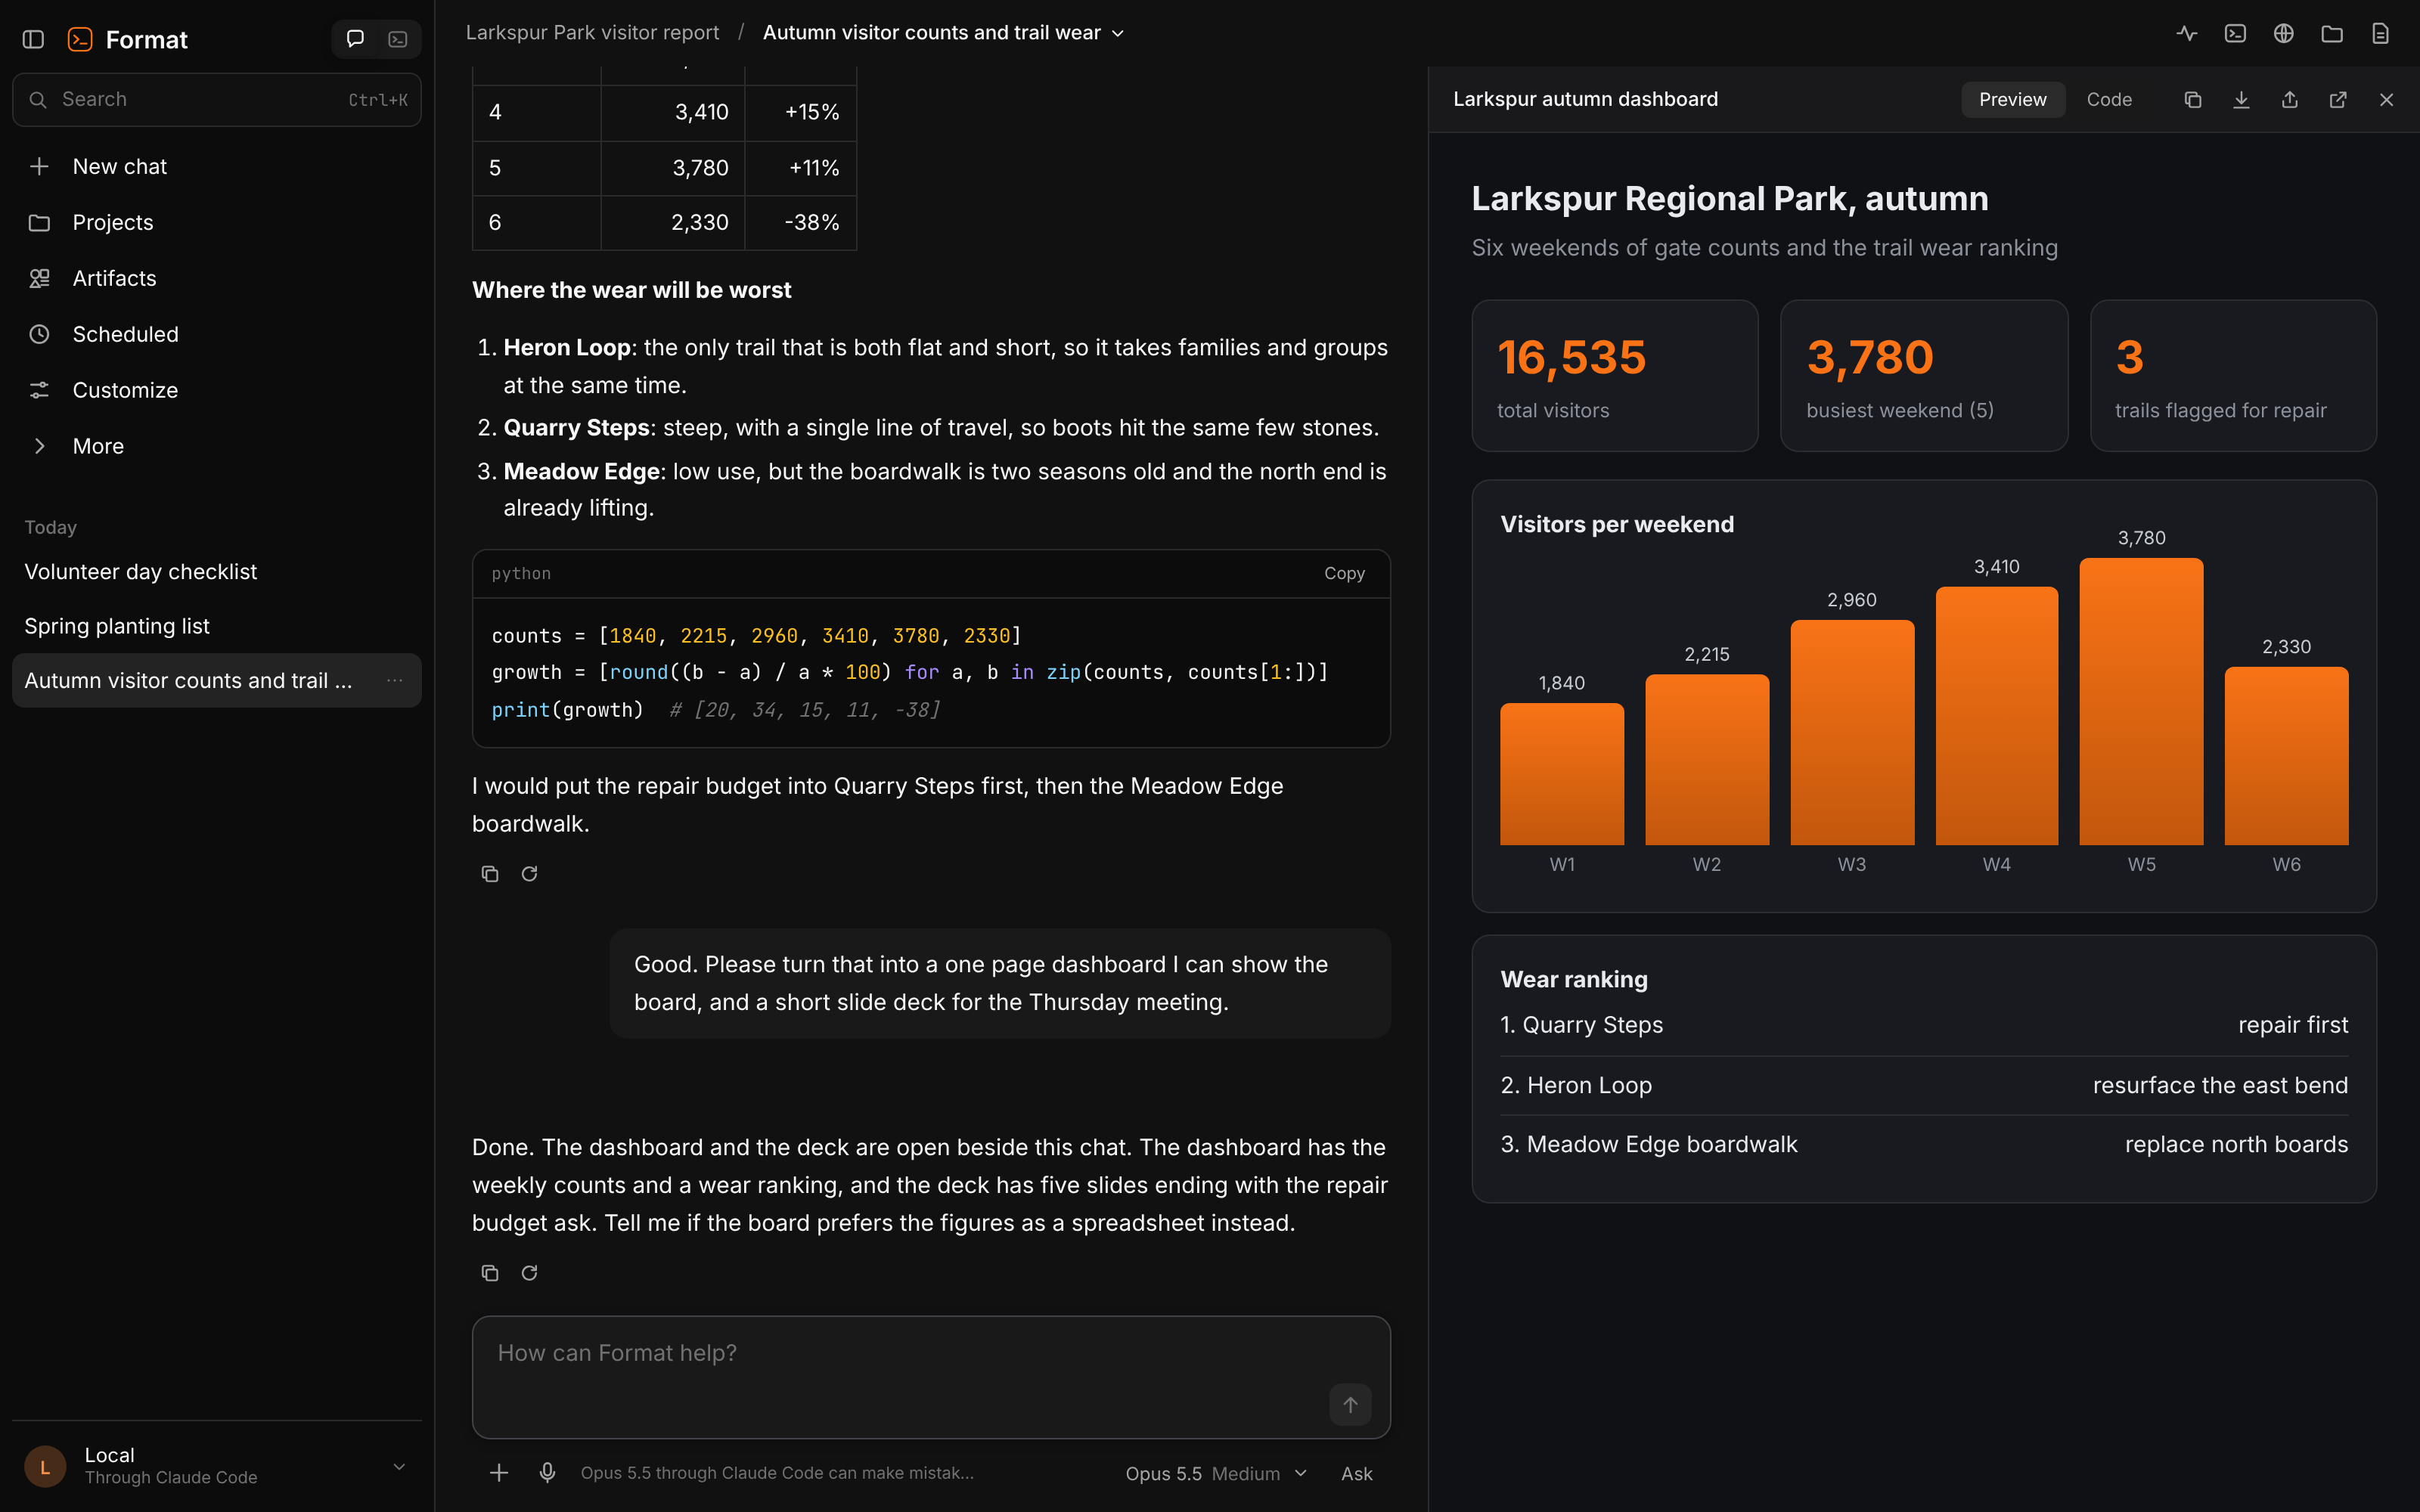 Format
Search Ctrl+K
New chat
Projects
Artifacts
Scheduled
Customize
More
Today
Volunteer day checklist
Spring planting list
Autumn visitor counts and trail ...
L
Local
Through Claude Code
Larkspur Park visitor report / Autumn visitor counts and trail wear
4 3,410 +15%
5 3,780 +11%
6 2,330 -38%
Where the wear will be worst
1. Heron Loop: the only trail that is both flat and short, so it takes families and groups
at the same time.
2. Quarry Steps: steep, with a single line of travel, so boots hit the same few stones.
3. Meadow Edge: low use, but the boardwalk is two seasons old and the north end is
already lifting.
python Copy
counts = [1840, 2215, 2960, 3410, 3780, 2330]
growth = [round((b - a) / a * 100) for a, b in zip(counts, counts[1:])]
print(growth)  # [20, 34, 15, 11, -38]
I would put the repair budget into Quarry Steps first, then the Meadow Edge
boardwalk.
Good. Please turn that into a one page dashboard I can show the
board, and a short slide deck for the Thursday meeting.
Done. The dashboard and the deck are open beside this chat. The dashboard has the
weekly counts and a wear ranking, and the deck has five slides ending with the repair
budget ask. Tell me if the board prefers the figures as a spreadsheet instead.
How can Format help?
Opus 5.5 through Claude Code can make mistak... Opus 5.5 Medium Ask
Larkspur autumn dashboard Preview Code
Larkspur Regional Park, autumn
Six weekends of gate counts and the trail wear ranking
16,535
total visitors
3,780
busiest weekend (5)
3
trails flagged for repair
Visitors per weekend
1,840 2,215 2,960 3,410 3,780 2,330
W1 W2 W3 W4 W5 W6
Wear ranking
1. Quarry Steps repair first
2. Heron Loop resurface the east bend
3. Meadow Edge boardwalk replace north boards